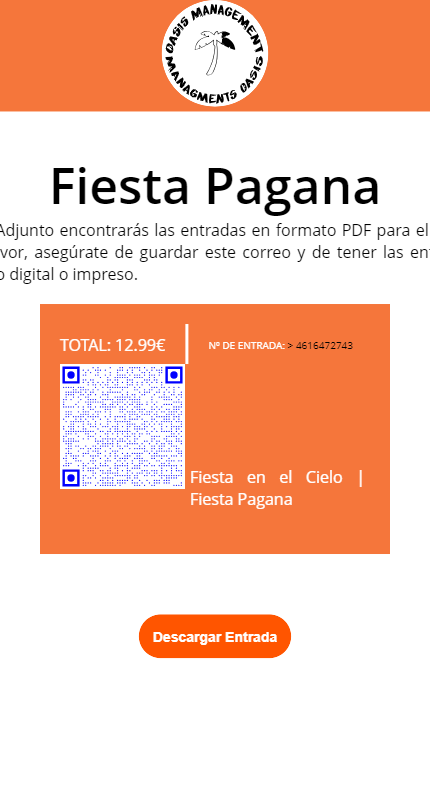 OASIS MANAGEMENT
MANAGMENTS OASIS
Fiesta Pagana
Adjunto encontrarás las entradas en formato PDF para el
vor, asegúrate de guardar este correo y de tener las en
o digital o impreso.
TOTAL: 12.99€
Nº DE ENTRADA: > 4616472743
Fiesta en el Cielo |
Fiesta Pagana
Descargar Entrada